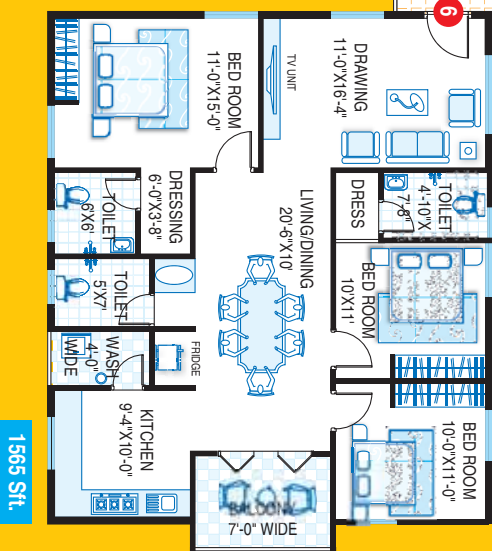 6
DRAWING
11'-0"X16'-4"
TV UNIT
BED ROOM
11'-0"X15'-0"
TOILET
4'-10"X
7'-8"
DRESS
LIVING/DINING
20'-6"X10'
DRESSING
6'-0"X3'-8"
TOILET
6'X6'
TOILET
5'X7'
BED ROOM
10'X11'
BED ROOM
10'-0"X11'-0"
FRIDGE
WASH
4'-0"
WIDE
KITCHEN
9'-4"X10'-0"
BALCONY
7'-0" WIDE
1565 Sft.